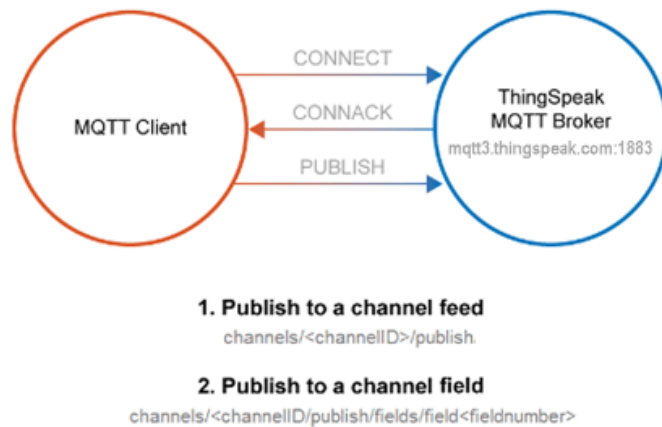 CONNECT
MQTT Client
CONNACK
PUBLISH
ThingSpeak
MQTT Broker
mqtt3.thingspeak.com:1883
1. Publish to a channel feed
channels/<channelID>/publish
2. Publish to a channel field
channels/<channelID/publish/fields/field<fieldnumber>